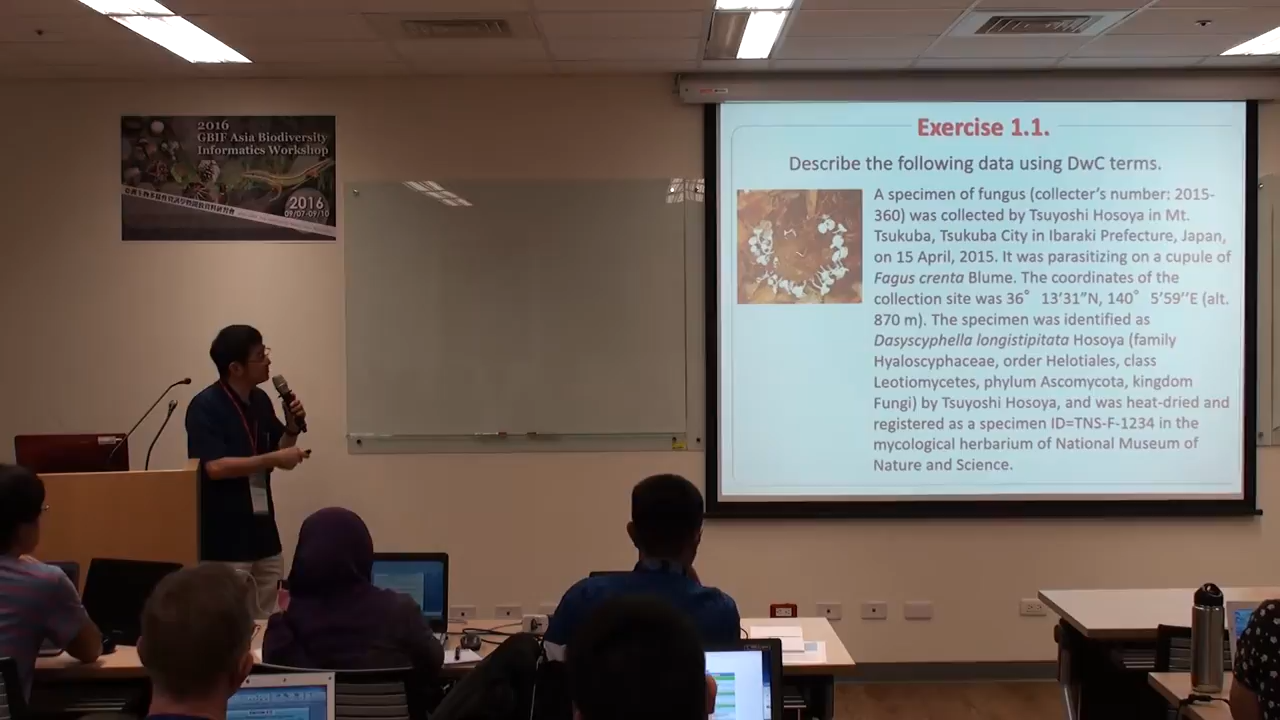 2016
GBIF Asia Biodiversity
Informatics Workshop
2016
09/07-09/10
Exercise 1.1.
Describe the following data using DwC terms.
A specimen of fungus (collecter’s number: 2015-
360) was collected by Tsuyoshi Hosoya in Mt.
Tsukuba, Tsukuba City in Ibaraki Prefecture, Japan,
on 15 April, 2015. It was parasitizing on a cupule of
Fagus crenta Blume. The coordinates of the
collection site was 36° 13’31”N, 140° 5’59’’E (alt.
870 m). The specimen was identified as
Dasyscyphella longistipitata Hosoya (family
Hyaloscyphaceae, order Helotiales, class
Leotiomycetes, phylum Ascomycota, kingdom
Fungi) by Tsuyoshi Hosoya, and was heat-dried and
registered as a specimen ID=TNS-F-1234 in the
mycological herbarium of National Museum of
Nature and Science.